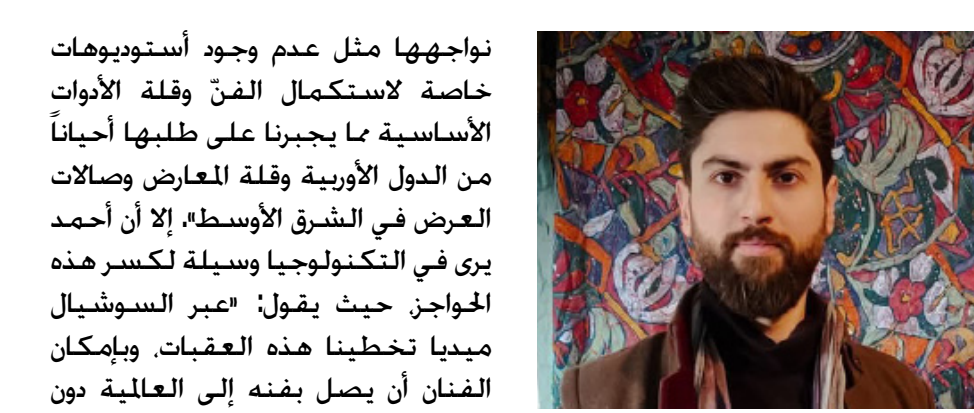 نواجهها مثل عدم وجود أستوديوهات
خاصة لاستكمال الفنّ وقلة الأدوات
الأساسية مما يجبرنا على طلبها أحياناً
من الدول الأوربية وقلة المعارض وصالات
العرض في الشرق الأوسط". إلا أن أحمد
يرى في التكنولوجيا وسيلة لكسر هذه
الحواجز، حيث يقول: "عبر السوشيال
ميديا تخطينا هذه العقبات، وبإمكان
الفنان أن يصل بفنه إلى العالمية دون